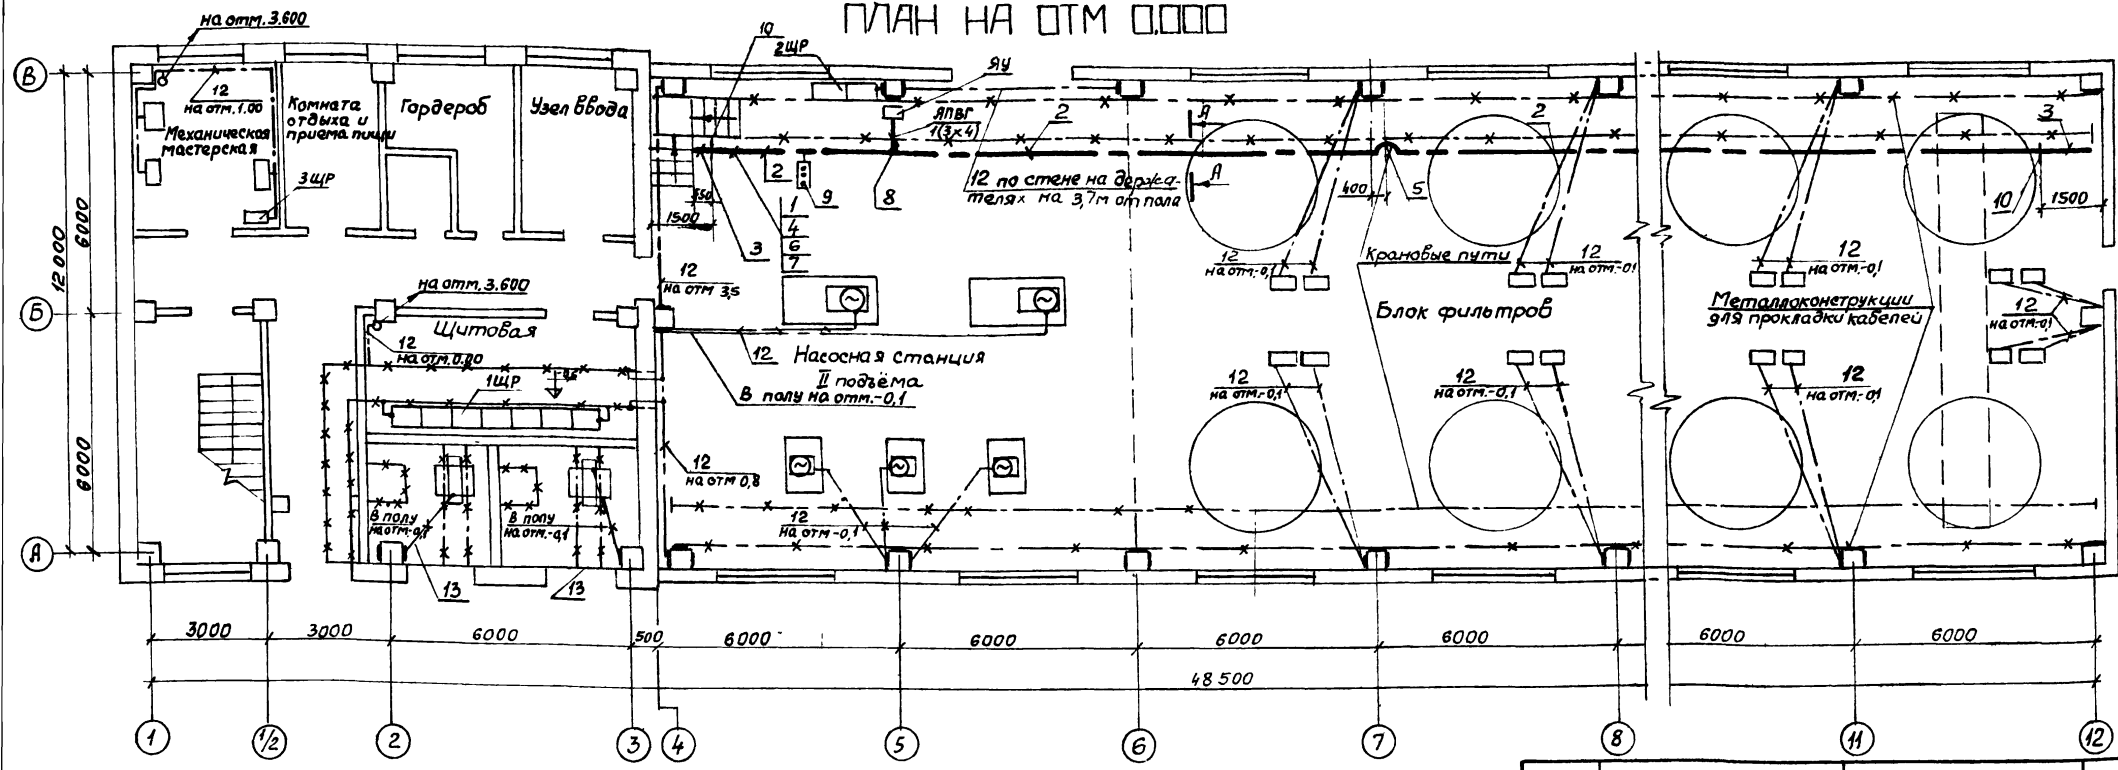 ПЛАН НА ОТМ 0.000
на отм. 3.600
10
2ЩР
ЯУ
В
12
на отм. 1.00
Механическая
мастерская
Комната
отдыха и
приема пищи
Гардероб
Узел ввода
ЯПВГ
1(3×4)
2
А
2
3
3ЩР
550
1500
2
9
8
12 по стене на держа-
телях на 3,7м от пола
А
400
5
10
1500
1
4
6
7
3
6000
12 000
6000
12
на отм 3,5
12
на отм.-0,1
Крановые пути
12
на отм.-0,1
12
на отм.-0,1
Б
на отм. 3.600
Щитовая
12
на отм. 0.00
Блок фильтров
Металлоконструкции
для прокладки кабелей
12
на отм.-0,1
12
Насосная станция
II подъёма
В полу на отм.-0,1
1ЩР
12
на отм.-0,1
12
на отм.-0,1
12
на отм.-0,1
12
на отм 0,8
В полу
на отм.-0,1
В полу
на отм.-0,1
12
на отм-0,1
А
13
13
3000
3000
6000
500
6000
6000
6000
6000
6000
6000
48 500
1
1/2
2
3
4
5
6
7
8
11
12